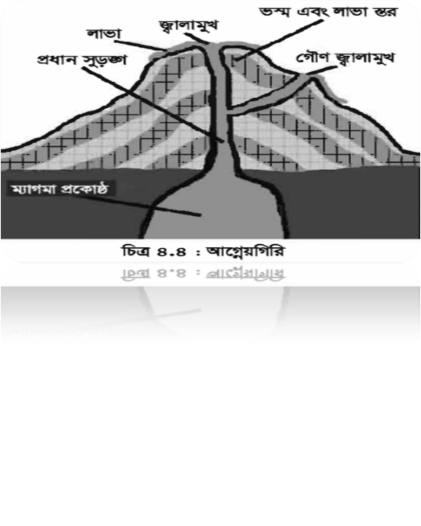 ভস্ম এবং লাভা স্তর
জ্বালামুখ
লাভা
প্রধান সুড়ঙ্গ
গৌণ জ্বালামুখ
ম্যাগমা প্রকোষ্ঠ
চিত্র ৪.৪ : আগ্নেয়গিরি